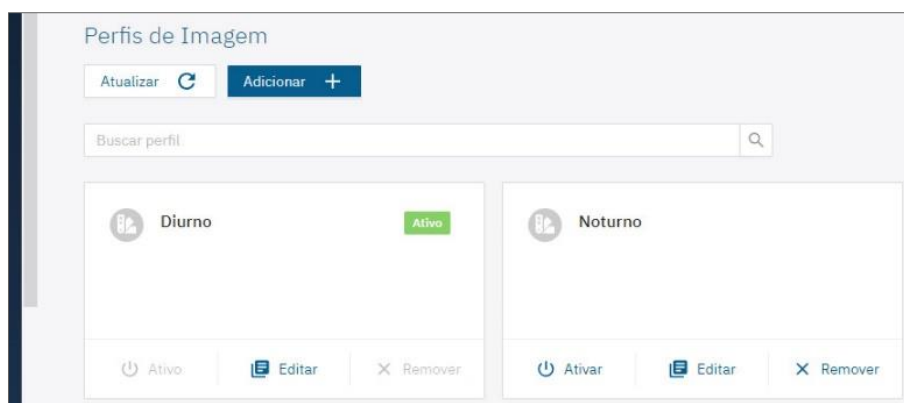 Perfis de Imagem
Atualizar
Adicionar
Buscar perfil
Diurno
Ativo
Noturno
Ativo
Editar
Remover
Ativar
Editar
Remover